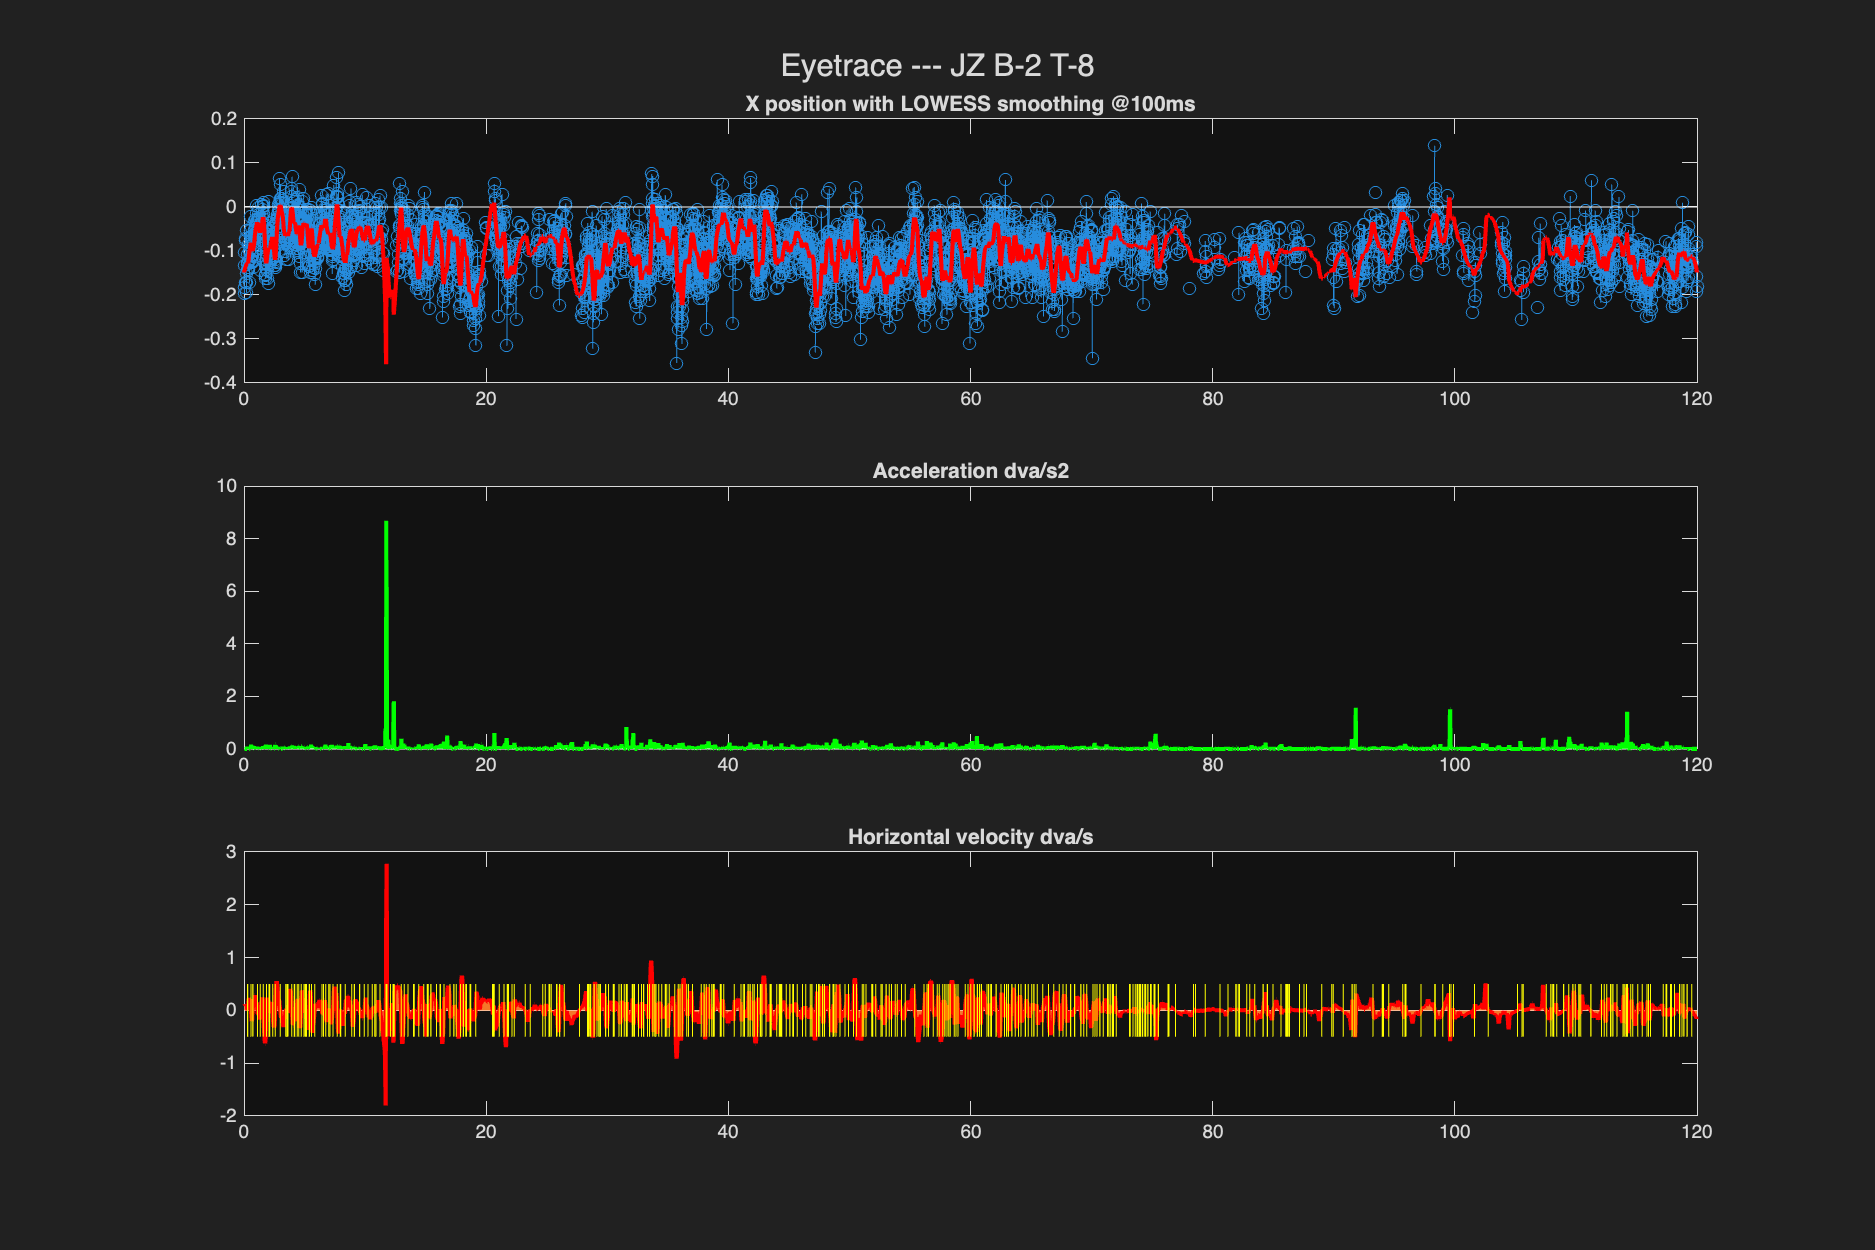 Eyetrace --- JZ B-2 T-8
X position with LOWESS smoothing @100ms
0.2
0.1
0
-0.1
-0.2
-0.3
-0.4
0 20 40 60 80 100 120
Acceleration dva/s2
10
8
6
4
2
0
0 20 40 60 80 100 120
Horizontal velocity dva/s
3
2
1
0
-1
-2
0 20 40 60 80 100 120